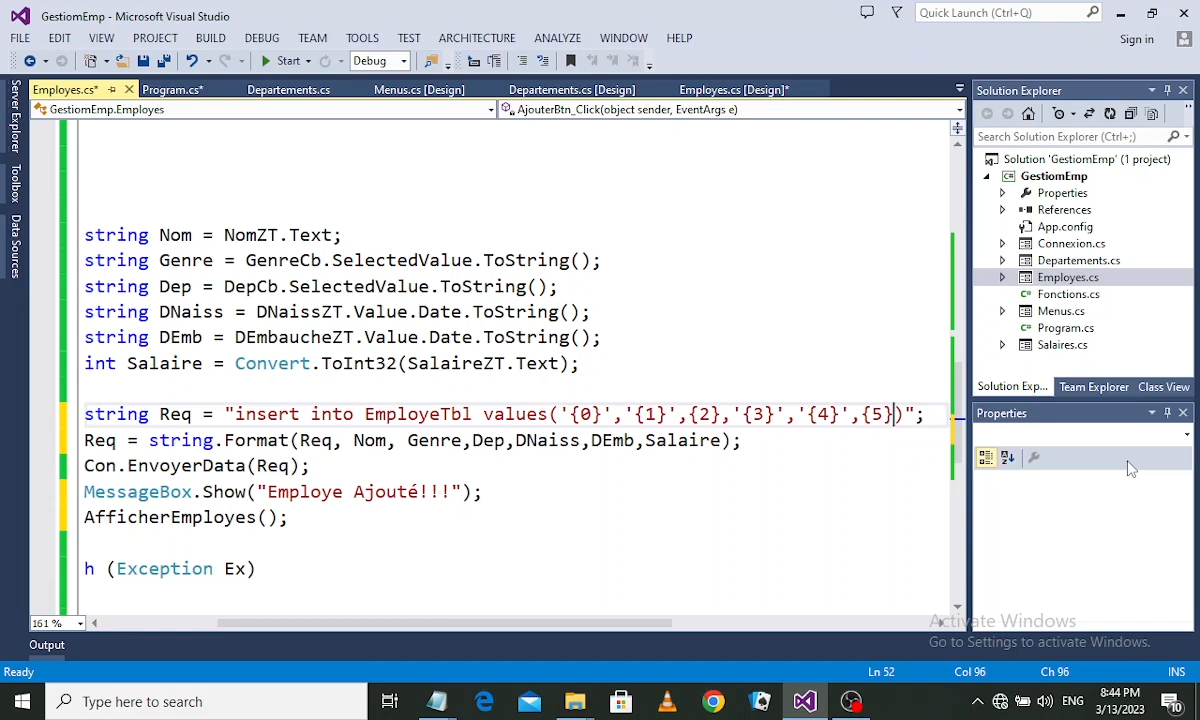 GestiomEmp - Microsoft Visual Studio
Quick Launch (Ctrl+Q)
FILE EDIT VIEW PROJECT BUILD DEBUG TEAM TOOLS TEST ARCHITECTURE ANALYZE WINDOW HELP
Sign in
Start Debug
Employes.cs* Program.cs* Departements.cs Menus.cs [Design] Departements.cs [Design] Employes.cs [Design]*
GestiomEmp.Employes
AjouterBtn_Click(object sender, EventArgs e)
Server Explorer
Toolbox
Data Sources
string Nom = NomZT.Text;
string Genre = GenreCb.SelectedValue.ToString();
string Dep = DepCb.SelectedValue.ToString();
string DNaiss = DNaissZT.Value.Date.ToString();
string DEmb = DEmbaucheZT.Value.Date.ToString();
int Salaire = Convert.ToInt32(SalaireZT.Text);
string Req = "insert into EmployeTbl values('{0}','{1}',{2},'{3}','{4}',{5})";
Req = string.Format(Req, Nom, Genre,Dep,DNaiss,DEmb,Salaire);
Con.EnvoyerData(Req);
MessageBox.Show("Employe Ajouté!!!");
AfficherEmployes();
h (Exception Ex)
161 %
Solution Explorer
Search Solution Explorer (Ctrl+;)
Solution 'GestiomEmp' (1 project)
GestiomEmp
Properties
References
App.config
Connexion.cs
Departements.cs
Employes.cs
Fonctions.cs
Menus.cs
Program.cs
Salaires.cs
Solution Exp... Team Explorer Class View
Properties
Activate Windows
Go to Settings to activate Windows.
Output
Ready
Ln 52 Col 96 Ch 96 INS
Type here to search
ENG
8:44 PM
3/13/2023
10